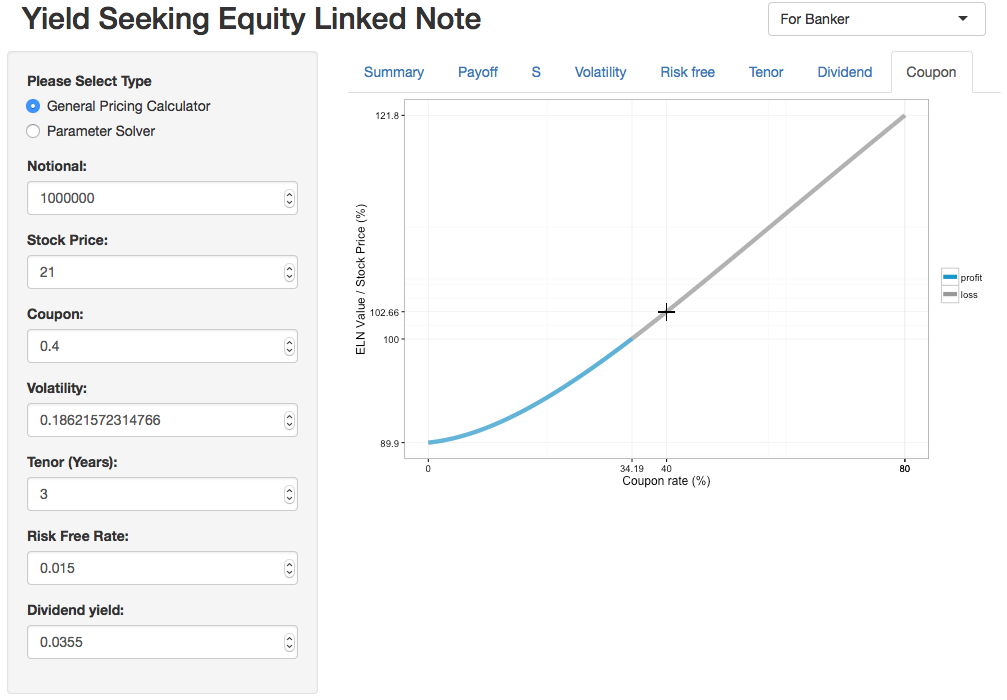 Yield Seeking Equity Linked Note
For Banker
Please Select Type
General Pricing Calculator
Parameter Solver
Notional:
1000000
Stock Price:
21
Coupon:
0.4
Volatility:
0.18621572314766
Tenor (Years):
3
Risk Free Rate:
0.015
Dividend yield:
0.0355
Summary Payoff S Volatility Risk free Tenor Dividend Coupon
ELN Value / Stock Price (%)
121.8
102.66
100
89.9
0 34.19 40 80
Coupon rate (%)
profit
loss